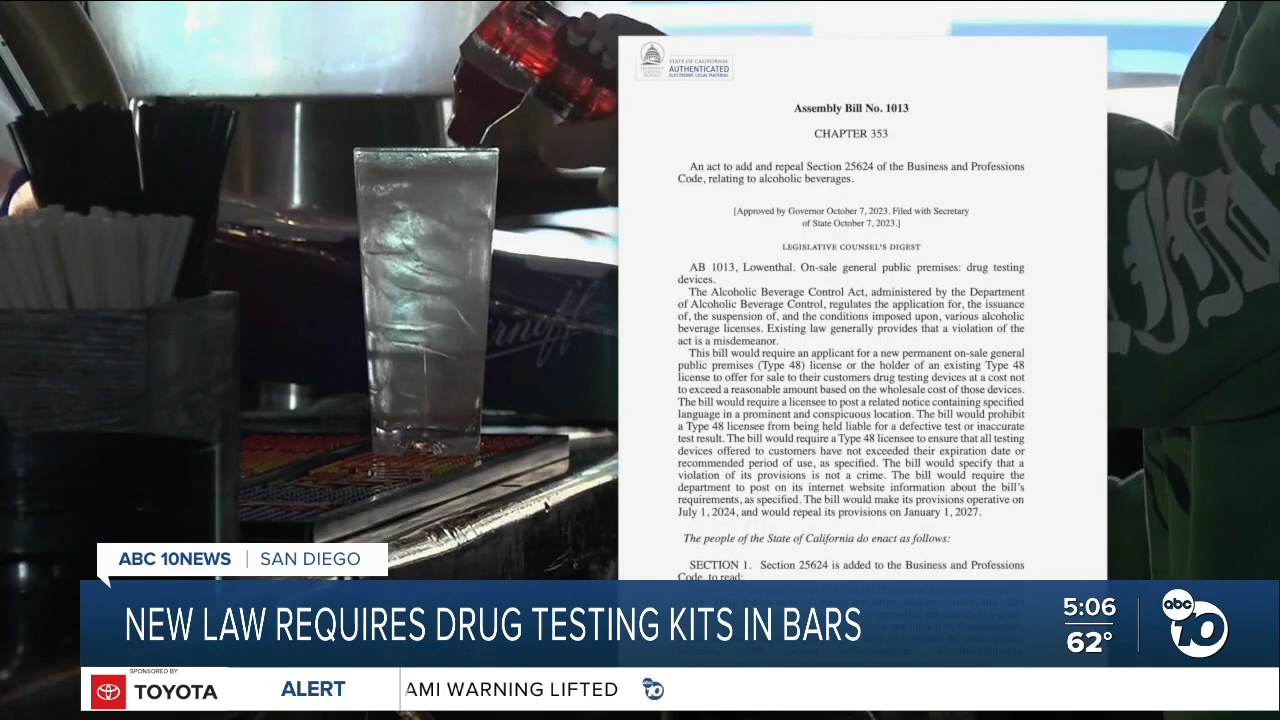 STATE OF CALIFORNIA
AUTHENTICATED
ELECTRONIC LEGAL MATERIAL
Assembly Bill No. 1013
CHAPTER 353
An act to add and repeal Section 25624 of the Business and Professions
Code, relating to alcoholic beverages.
[Approved by Governor October 7, 2023. Filed with Secretary
of State October 7, 2023.]
LEGISLATIVE COUNSEL'S DIGEST
AB 1013, Lowenthal. On-sale general public premises: drug testing
devices.
The Alcoholic Beverage Control Act, administered by the Department
of Alcoholic Beverage Control, regulates the application for, the issuance
of, the suspension of, and the conditions imposed upon, various alcoholic
beverage licenses. Existing law generally provides that a violation of the
act is a misdemeanor.
This bill would require an applicant for a new permanent on-sale general
public premises (Type 48) license or the holder of an existing Type 48
license to offer for sale to their customers drug testing devices at a cost not
to exceed a reasonable amount based on the wholesale cost of those devices.
The bill would require a licensee to post a related notice containing specified
language in a prominent and conspicuous location. The bill would prohibit
a Type 48 licensee from being held liable for a defective test or inaccurate
test result. The bill would require a Type 48 licensee to ensure that all testing
devices offered to customers have not exceeded their expiration date or
recommended period of use, as specified. The bill would specify that a
violation of its provisions is not a crime. The bill would require the
department to post on its internet website information about the bill's
requirements, as specified. The bill would make its provisions operative on
July 1, 2024, and would repeal its provisions on January 1, 2027.
The people of the State of California do enact as follows:
SECTION 1. Section 25624 is added to the Business and Professions
Code, to read:
ABC 10NEWS | SAN DIEGO
NEW LAW REQUIRES DRUG TESTING KITS IN BARS
5:06
62°
abc
10
SPONSORED BY
TOYOTA
ALERT
AMI WARNING LIFTED
10